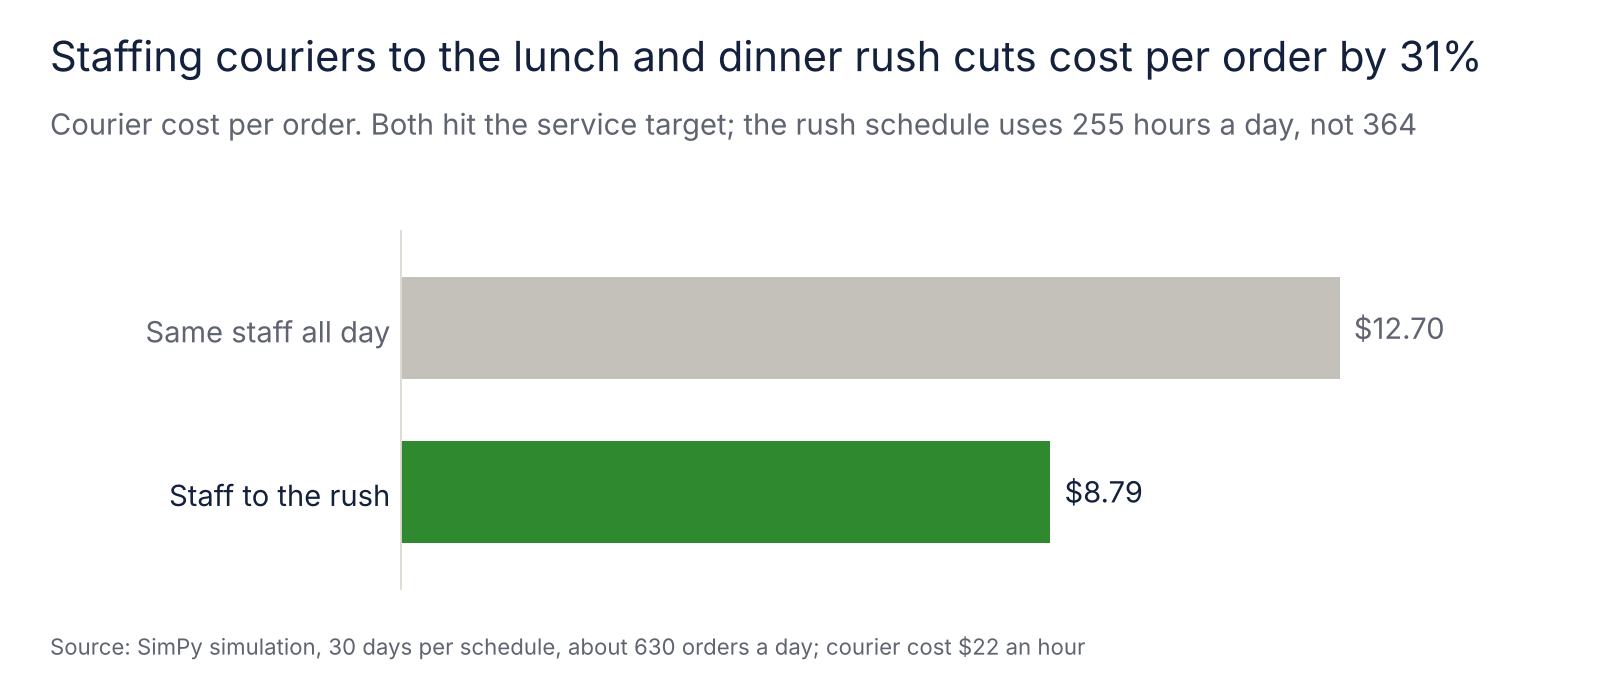 Staffing couriers to the lunch and dinner rush cuts cost per order by 31%
Courier cost per order. Both hit the service target; the rush schedule uses 255 hours a day, not 364
Same staff all day
$12.70
Staff to the rush
$8.79
Source: SimPy simulation, 30 days per schedule, about 630 orders a day; courier cost $22 an hour